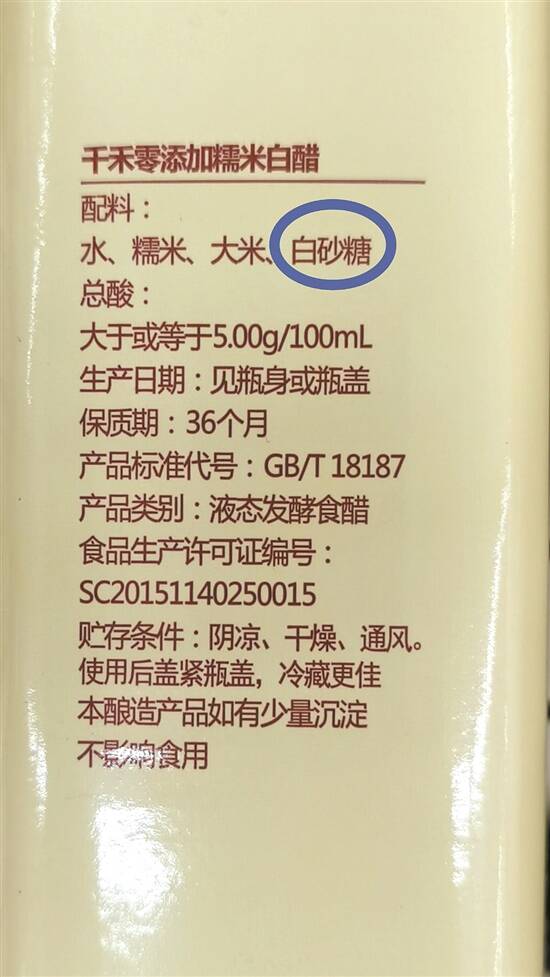 千禾零添加糯米白醋
配料：
水、糯米、大米、白砂糖
总酸：
大于或等于5.00g/100mL
生产日期：见瓶身或瓶盖
保质期：36个月
产品标准代号：GB/T 18187
产品类别：液态发酵食醋
食品生产许可证编号：
SC20151140250015
贮存条件：阴凉、干燥、通风。
使用后盖紧瓶盖，冷藏更佳
本酿造产品如有少量沉淀
不影响食用